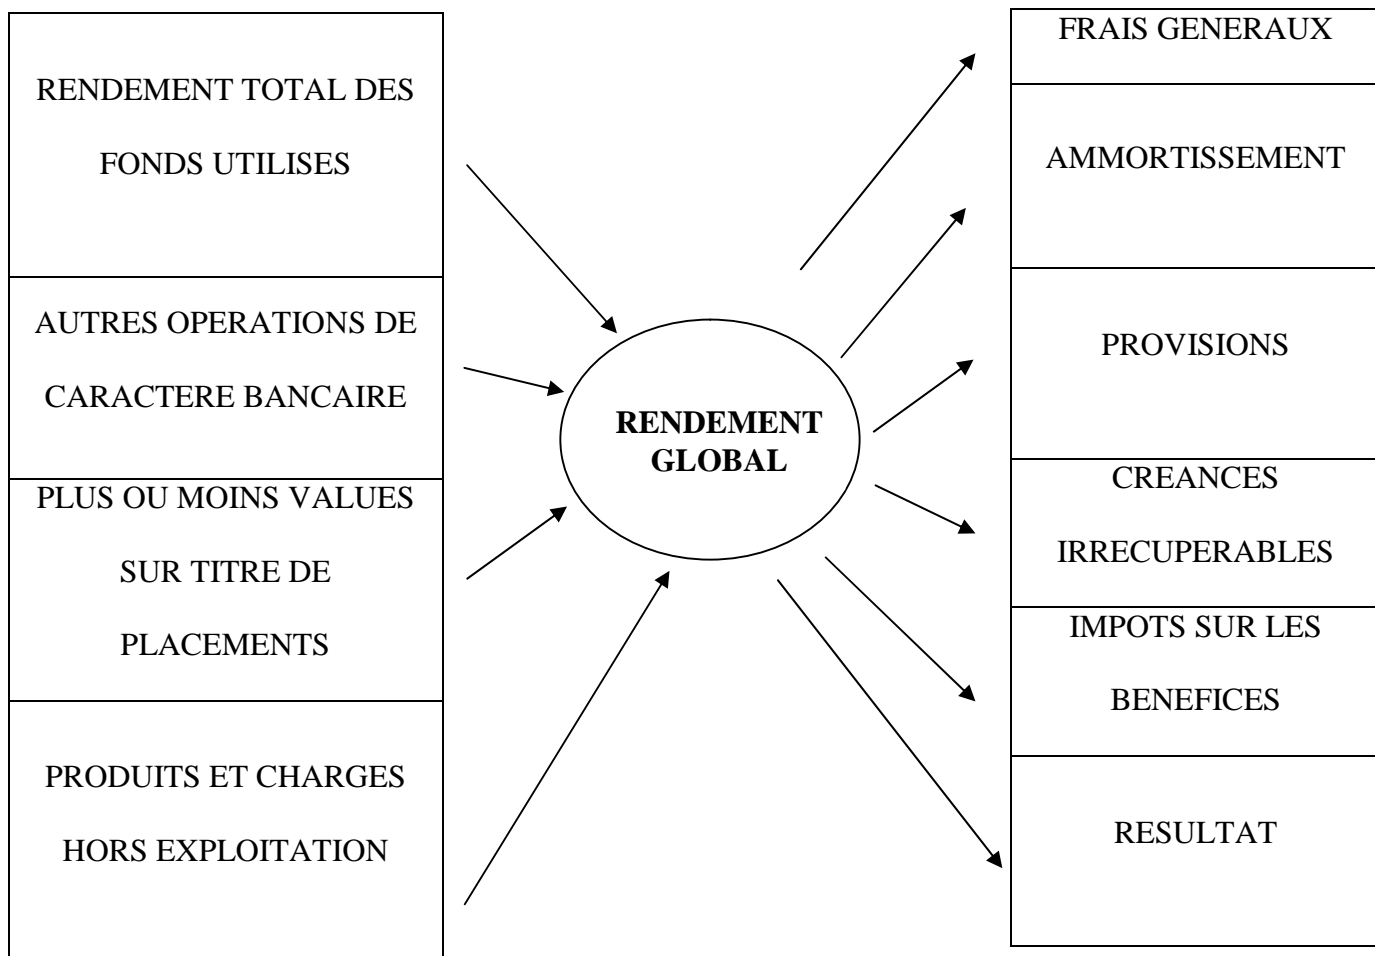 RENDEMENT TOTAL DES
FONDS UTILISES
AUTRES OPERATIONS DE
CARACTERE BANCAIRE
PLUS OU MOINS VALUES
SUR TITRE DE
PLACEMENTS
PRODUITS ET CHARGES
HORS EXPLOITATION
RENDEMENT
GLOBAL
FRAIS GENERAUX
AMMORTISSEMENT
PROVISIONS
CREANCES
IRRECUPERABLES
IMPOTS SUR LES
BENEFICES
RESULTAT